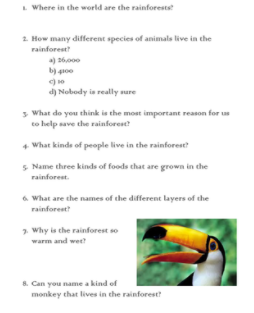 1. Where in the world are the rainforests?
2. How many different species of animals live in the
rainforest?
a) 26,000
b) 4100
c) 10
d) Nobody is really sure
3. What do you think is the most important reason for us
to help save the rainforest?
4. What kinds of people live in the rainforest?
5. Name three kinds of foods that are grown in the
rainforest.
6. What are the names of the different layers of the
rainforest?
7. Why is the rainforest so
warm and wet?
8. Can you name a kind of
monkey that lives in the rainforest?